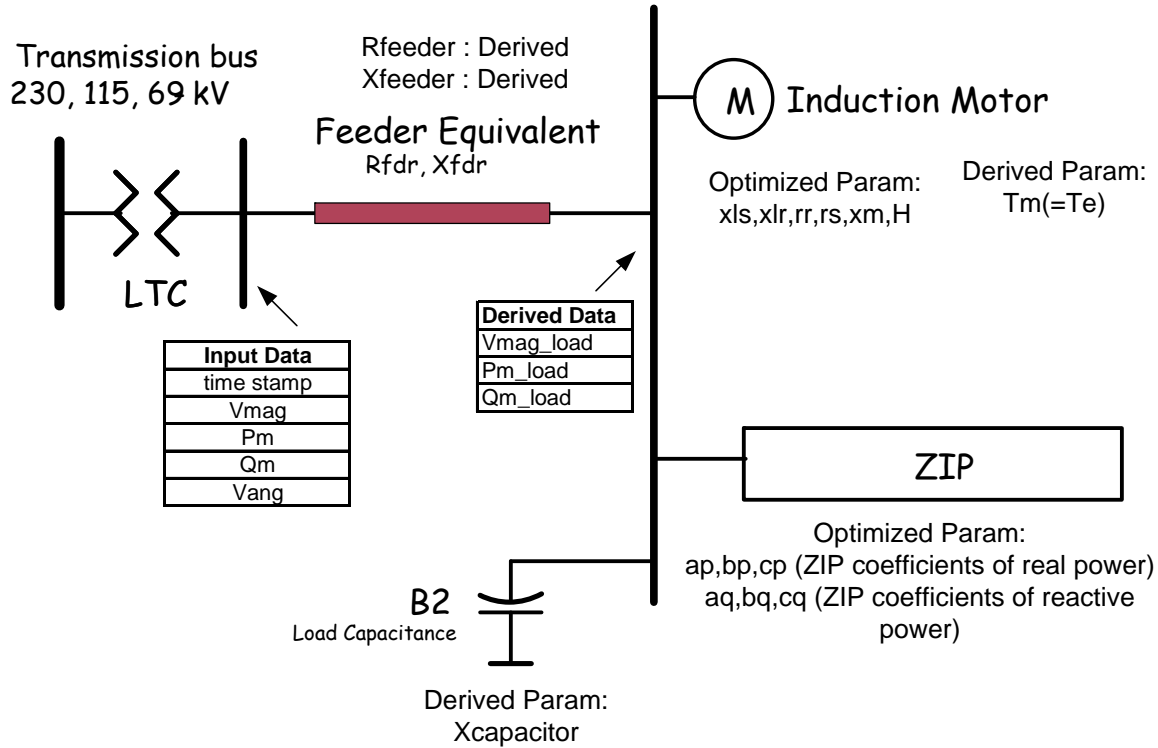 Transmission bus
230, 115, 69 kV
LTC
Rfeeder : Derived
Xfeeder : Derived
Feeder Equivalent
Rfdr, Xfdr
Input Data
time stamp
Vmag
Pm
Qm
Vang
Derived Data
Vmag_load
Pm_load
Qm_load
M
Induction Motor
Optimized Param:
xls,xlr,rr,rs,xm,H
Derived Param:
Tm(=Te)
ZIP
Optimized Param:
ap,bp,cp (ZIP coefficients of real power)
aq,bq,cq (ZIP coefficients of reactive
power)
B2
Load Capacitance
Derived Param:
Xcapacitor